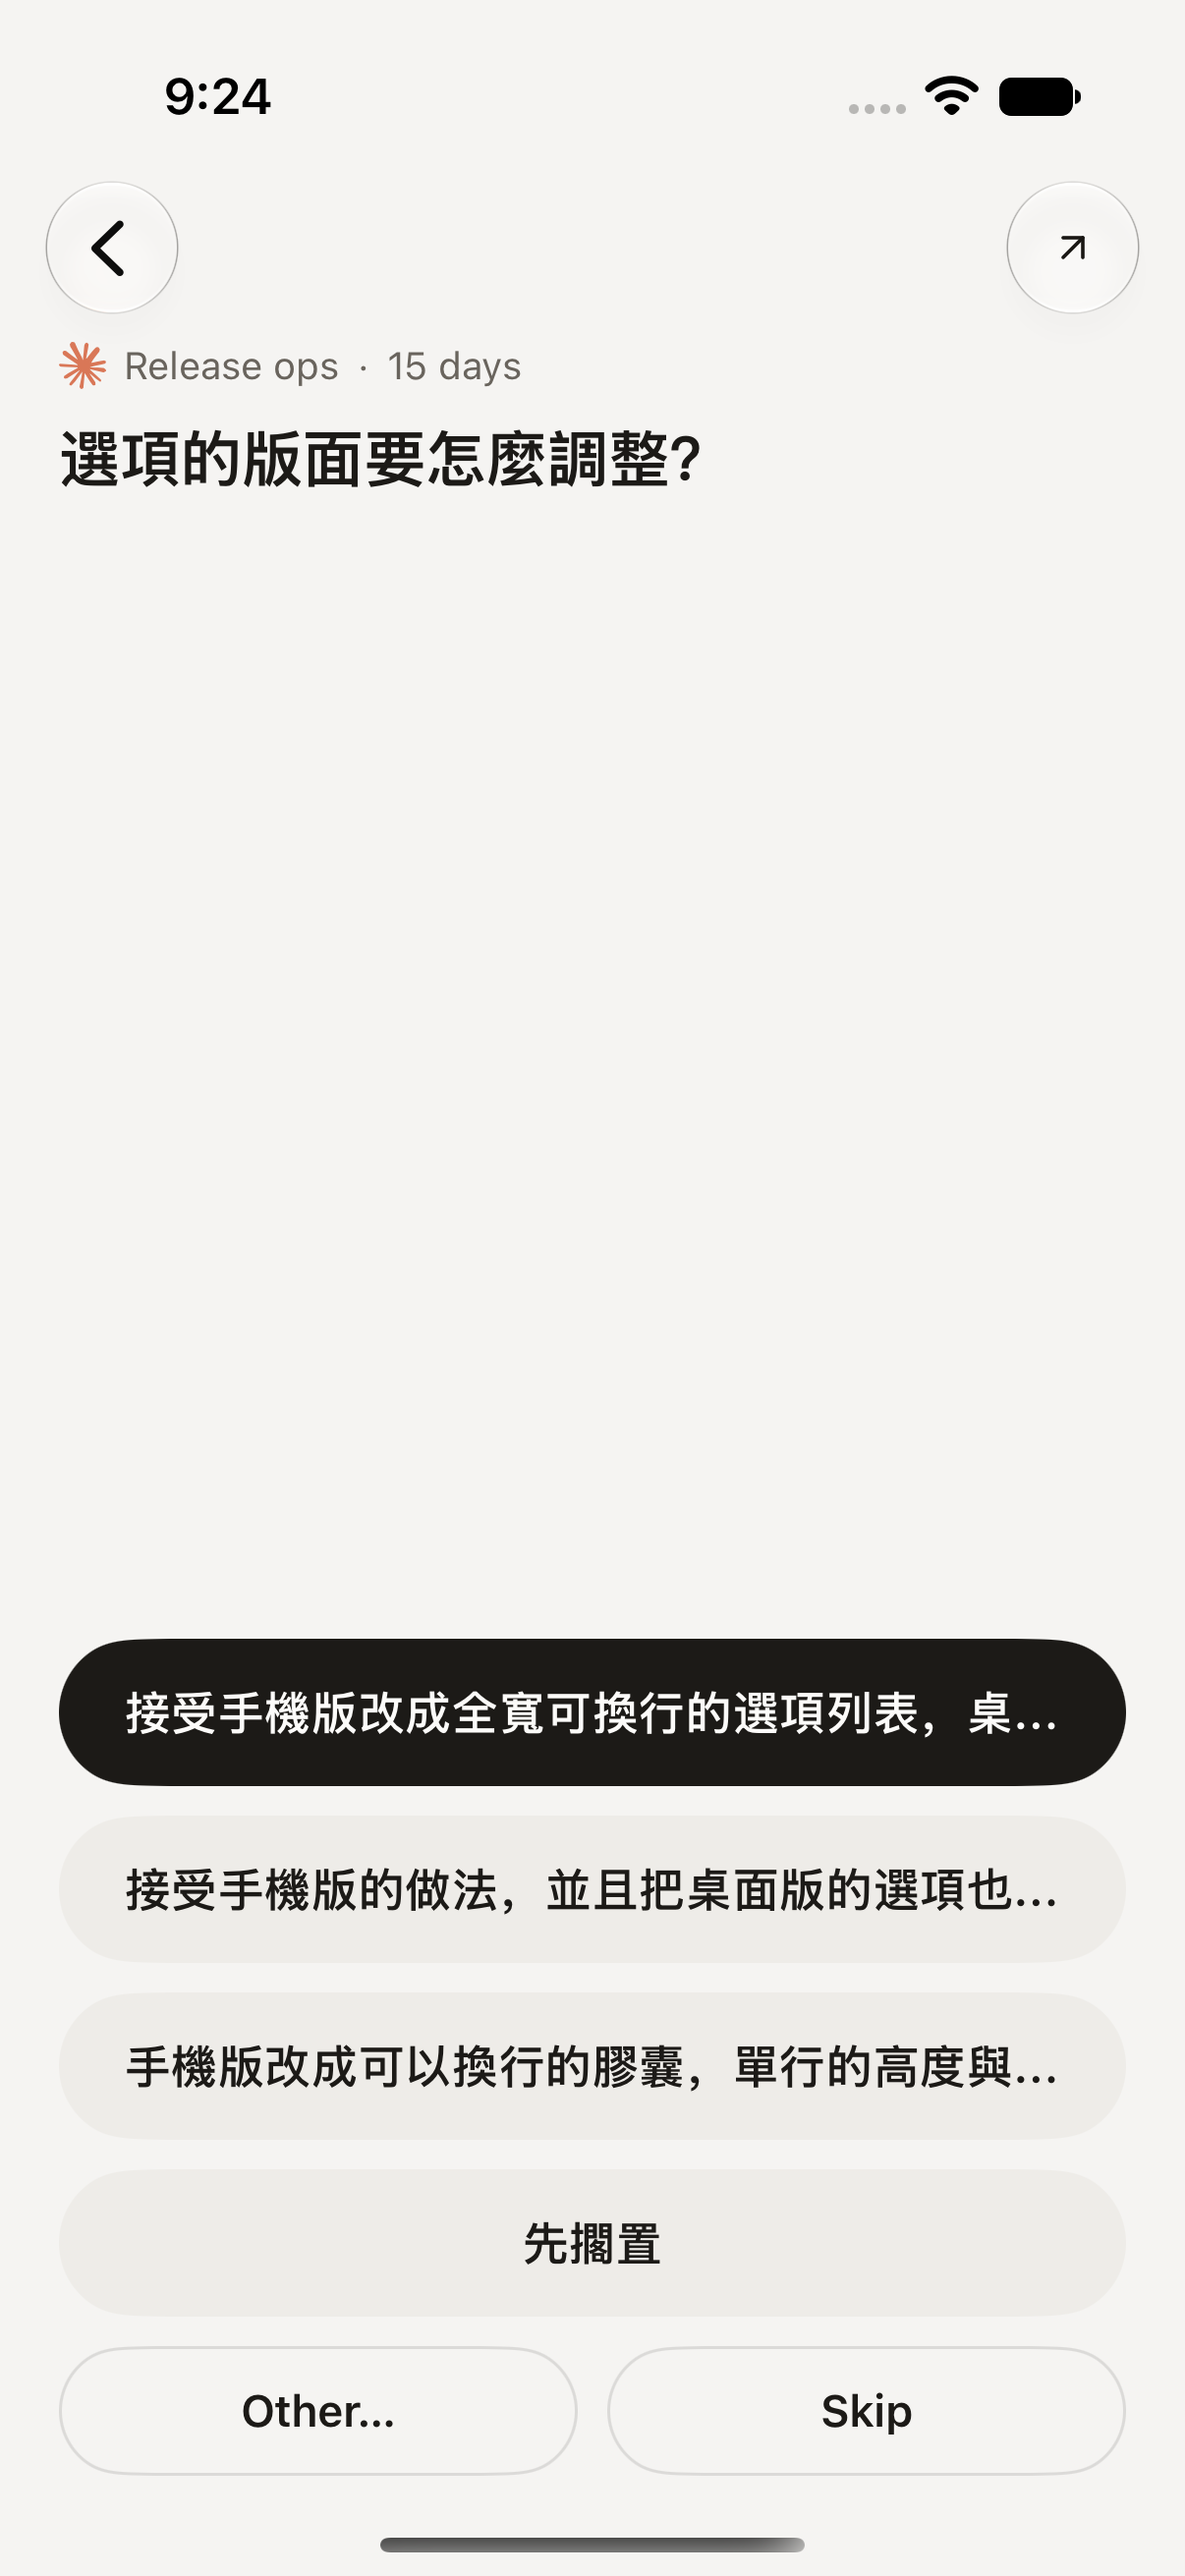 9:24
Release ops · 15 days
選項的版面要怎麼調整?
接受手機版改成全寬可換行的選項列表，桌...
接受手機版的做法，並且把桌面版的選項也...
手機版改成可以換行的膠囊，單行的高度與...
先擱置
Other...
Skip